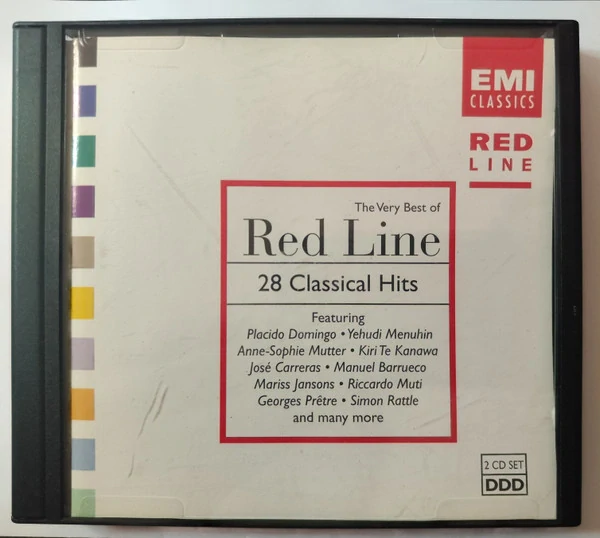 EMI
CLASSICS
RED
LINE
The Very Best of
Red Line
28 Classical Hits
Featuring
Placido Domingo • Yehudi Menuhin
Anne-Sophie Mutter • Kiri Te Kanawa
José Carreras • Manuel Barrueco
Mariss Jansons • Riccardo Muti
Georges Prêtre • Simon Rattle
and many more
2 CD SET
DDD